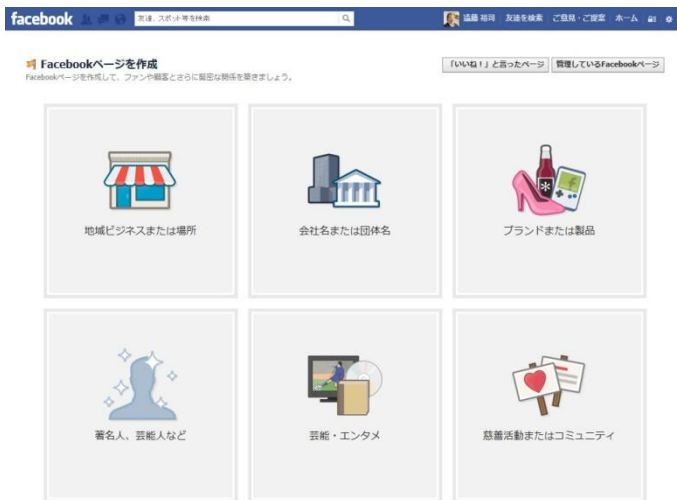 facebook
友達、スポット等を検索
遠藤 裕司 友達を検索 ご意見・ご提案 ホーム
Facebookページを作成
Facebookページを作成して、ファンや顧客とさらに緊密な関係を築きましょう。
「いいね！」と言ったページ
管理しているFacebookページ
地域ビジネスまたは場所
会社名または団体名
ブランドまたは製品
著名人、芸能人など
芸能・エンタメ
慈善活動またはコミュニティ